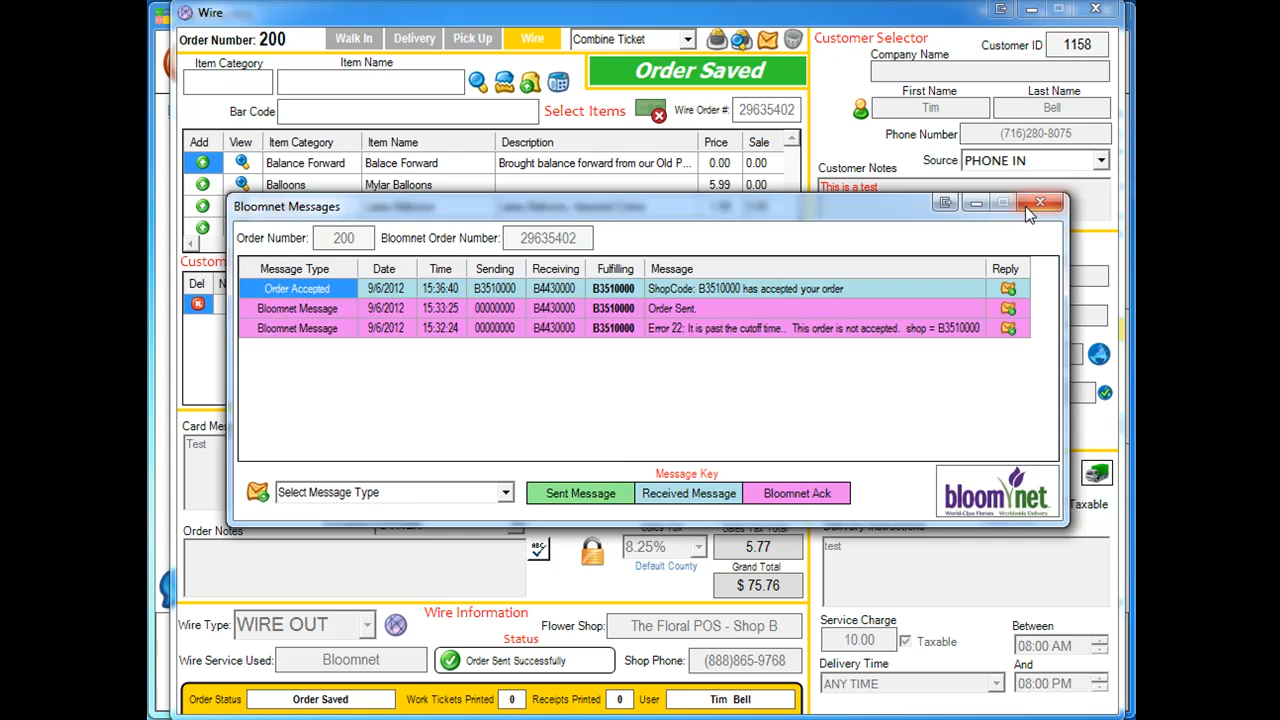 Wire
Order Number: 200
Walk In
Delivery
Pick Up
Wire
Combine Ticket
Customer Selector
Customer ID
1158
Company Name
Item Category
Item Name
Order Saved
First Name
Last Name
Tim
Bell
Bar Code
Select Items
Wire Order #:
29635402
Phone Number
(716)280-8075
Add View Item Category Item Name Description Price Sale
Source
PHONE IN
Balance Forward Balace Forward Brought balance forward from our Old P... 0.00 0.00
Customer Notes
Balloons Mylar Balloons 5.99 0.00
This is a test
Bloomnet Messages
Order Number: 200 Bloomnet Order Number: 29635402
Custom
Message Type Date Time Sending Receiving Fulfilling Message Reply
Del
Order Accepted 9/6/2012 15:36:40 B3510000 B4430000 B3510000 ShopCode: B3510000 has accepted your order
Bloomnet Message 9/6/2012 15:33:25 00000000 B4430000 B3510000 Order Sent.
Bloomnet Message 9/6/2012 15:32:24 00000000 B4430000 B3510000 Error 22: It is past the cutoff time.. This order is not accepted. shop = B3510000
Card Mes
Test
Message Key
Select Message Type
Sent Message
Received Message
Bloomnet Ack
bloomnet
World-Class Florists Worldwide Delivery
Taxable
Order Notes
Sales Tax Total
Delivery Instructions
8.25%
5.77
test
Default County
Grand Total
$ 75.76
Wire Information
Wire Type:
WIRE OUT
Flower Shop:
The Floral POS - Shop B
Service Charge
10.00
Taxable
Between
08:00 AM
Status
Wire Service Used:
Bloomnet
Order Sent Successfully
Shop Phone:
(888)865-9768
Delivery Time
ANY TIME
And
08:00 PM
Order Status
Order Saved
Work Tickets Printed
0
Receipts Printed
0
User
Tim Bell